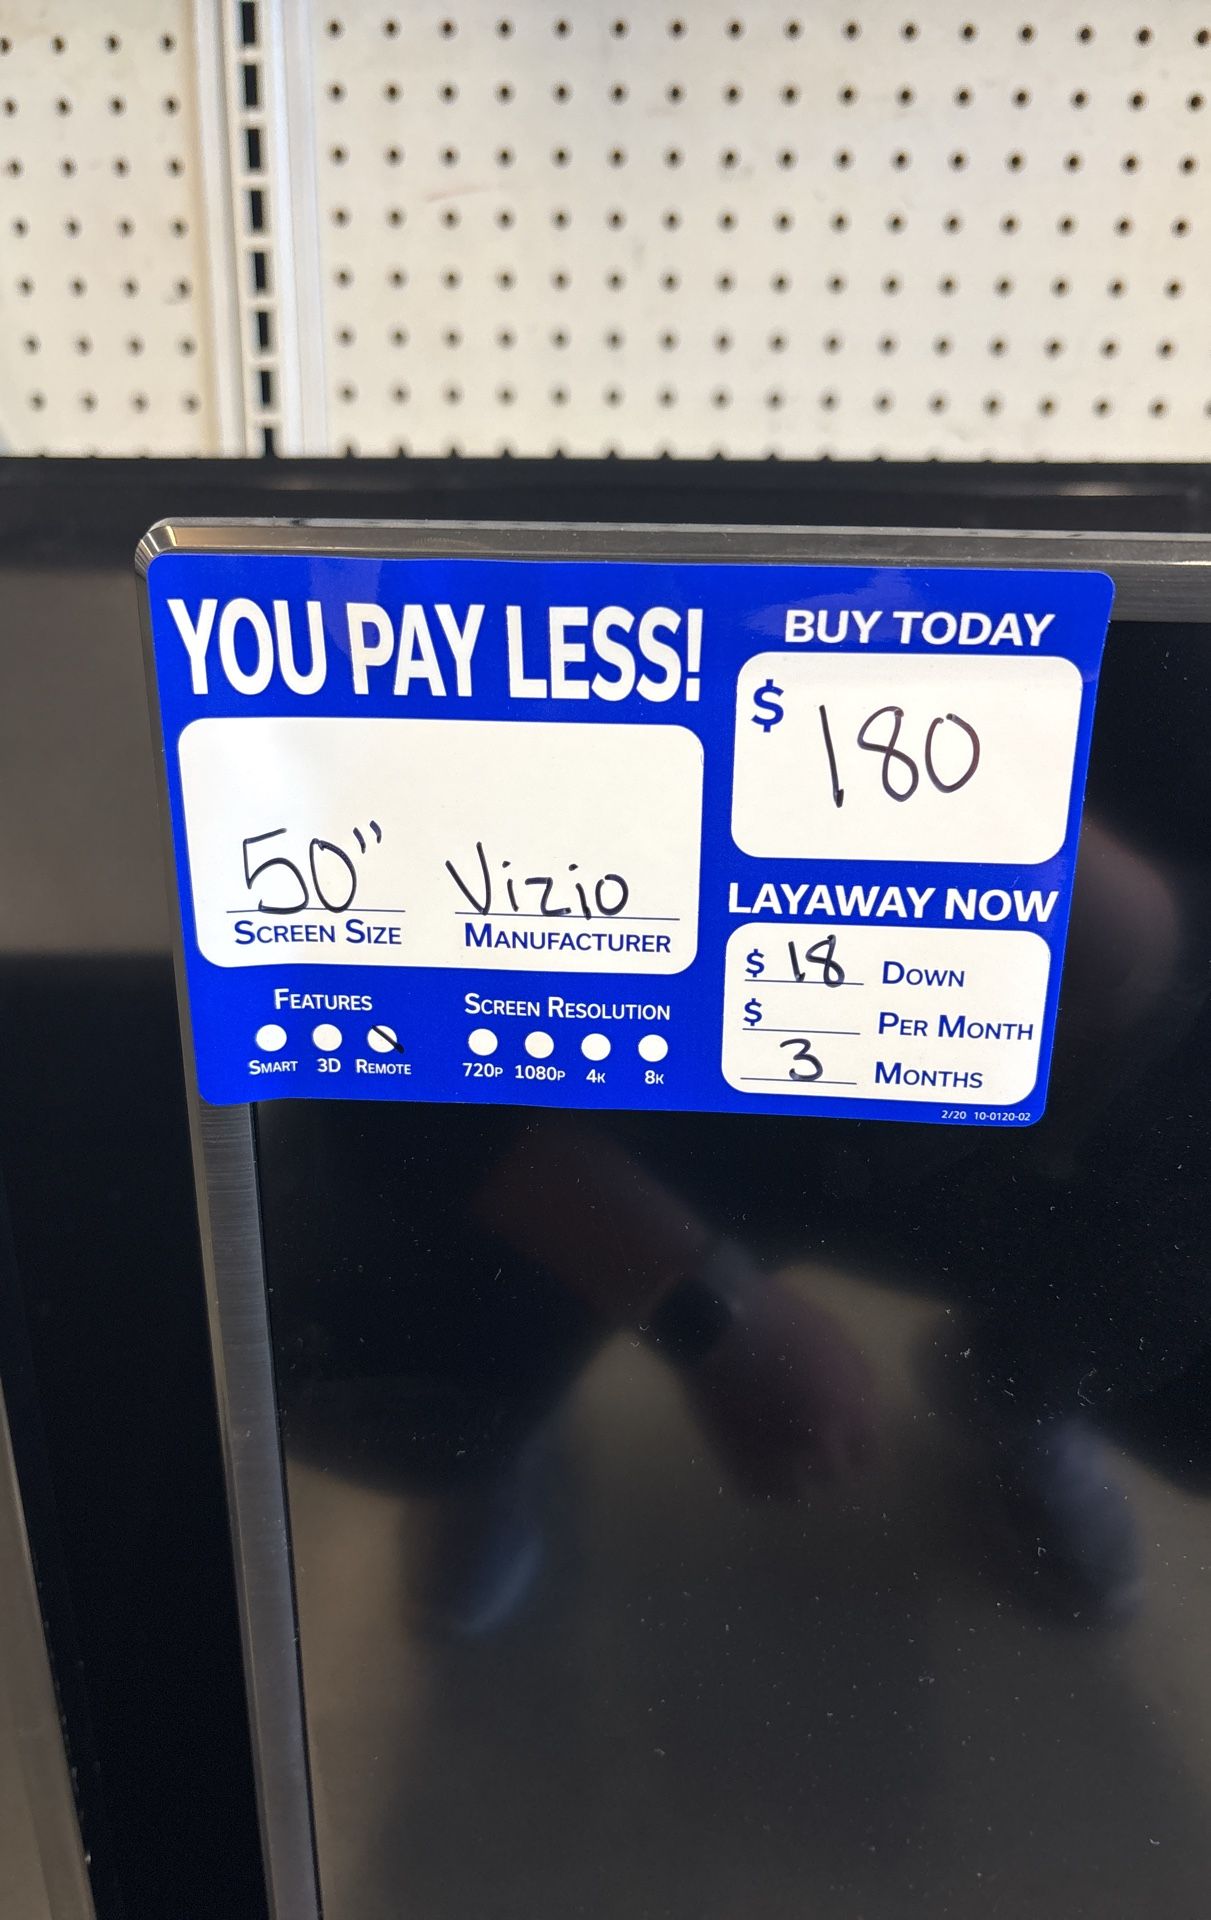 YOU PAY LESS!
50" Vizio
SCREEN SIZE MANUFACTURER
FEATURES
SMART 3D REMOTE
SCREEN RESOLUTION
720P 1080P 4K 8K
BUY TODAY
$ 180
LAYAWAY NOW
$ 18 DOWN
$ PER MONTH
3 MONTHS
2/20 10-0120-02